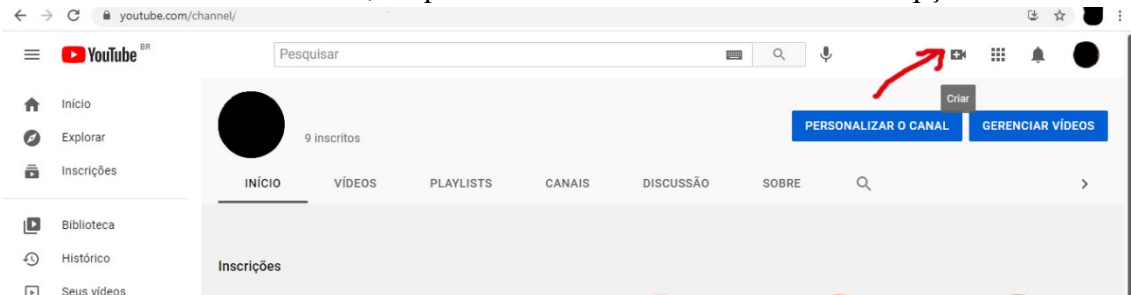 youtube.com/channel/
YouTube BR
Pesquisar
Criar
Início
Explorar
Inscrições
Biblioteca
Histórico
Seus vídeos
9 inscritos
PERSONALIZAR O CANAL
GERENCIAR VÍDEOS
INÍCIO VÍDEOS PLAYLISTS CANAIS DISCUSSÃO SOBRE
Inscrições